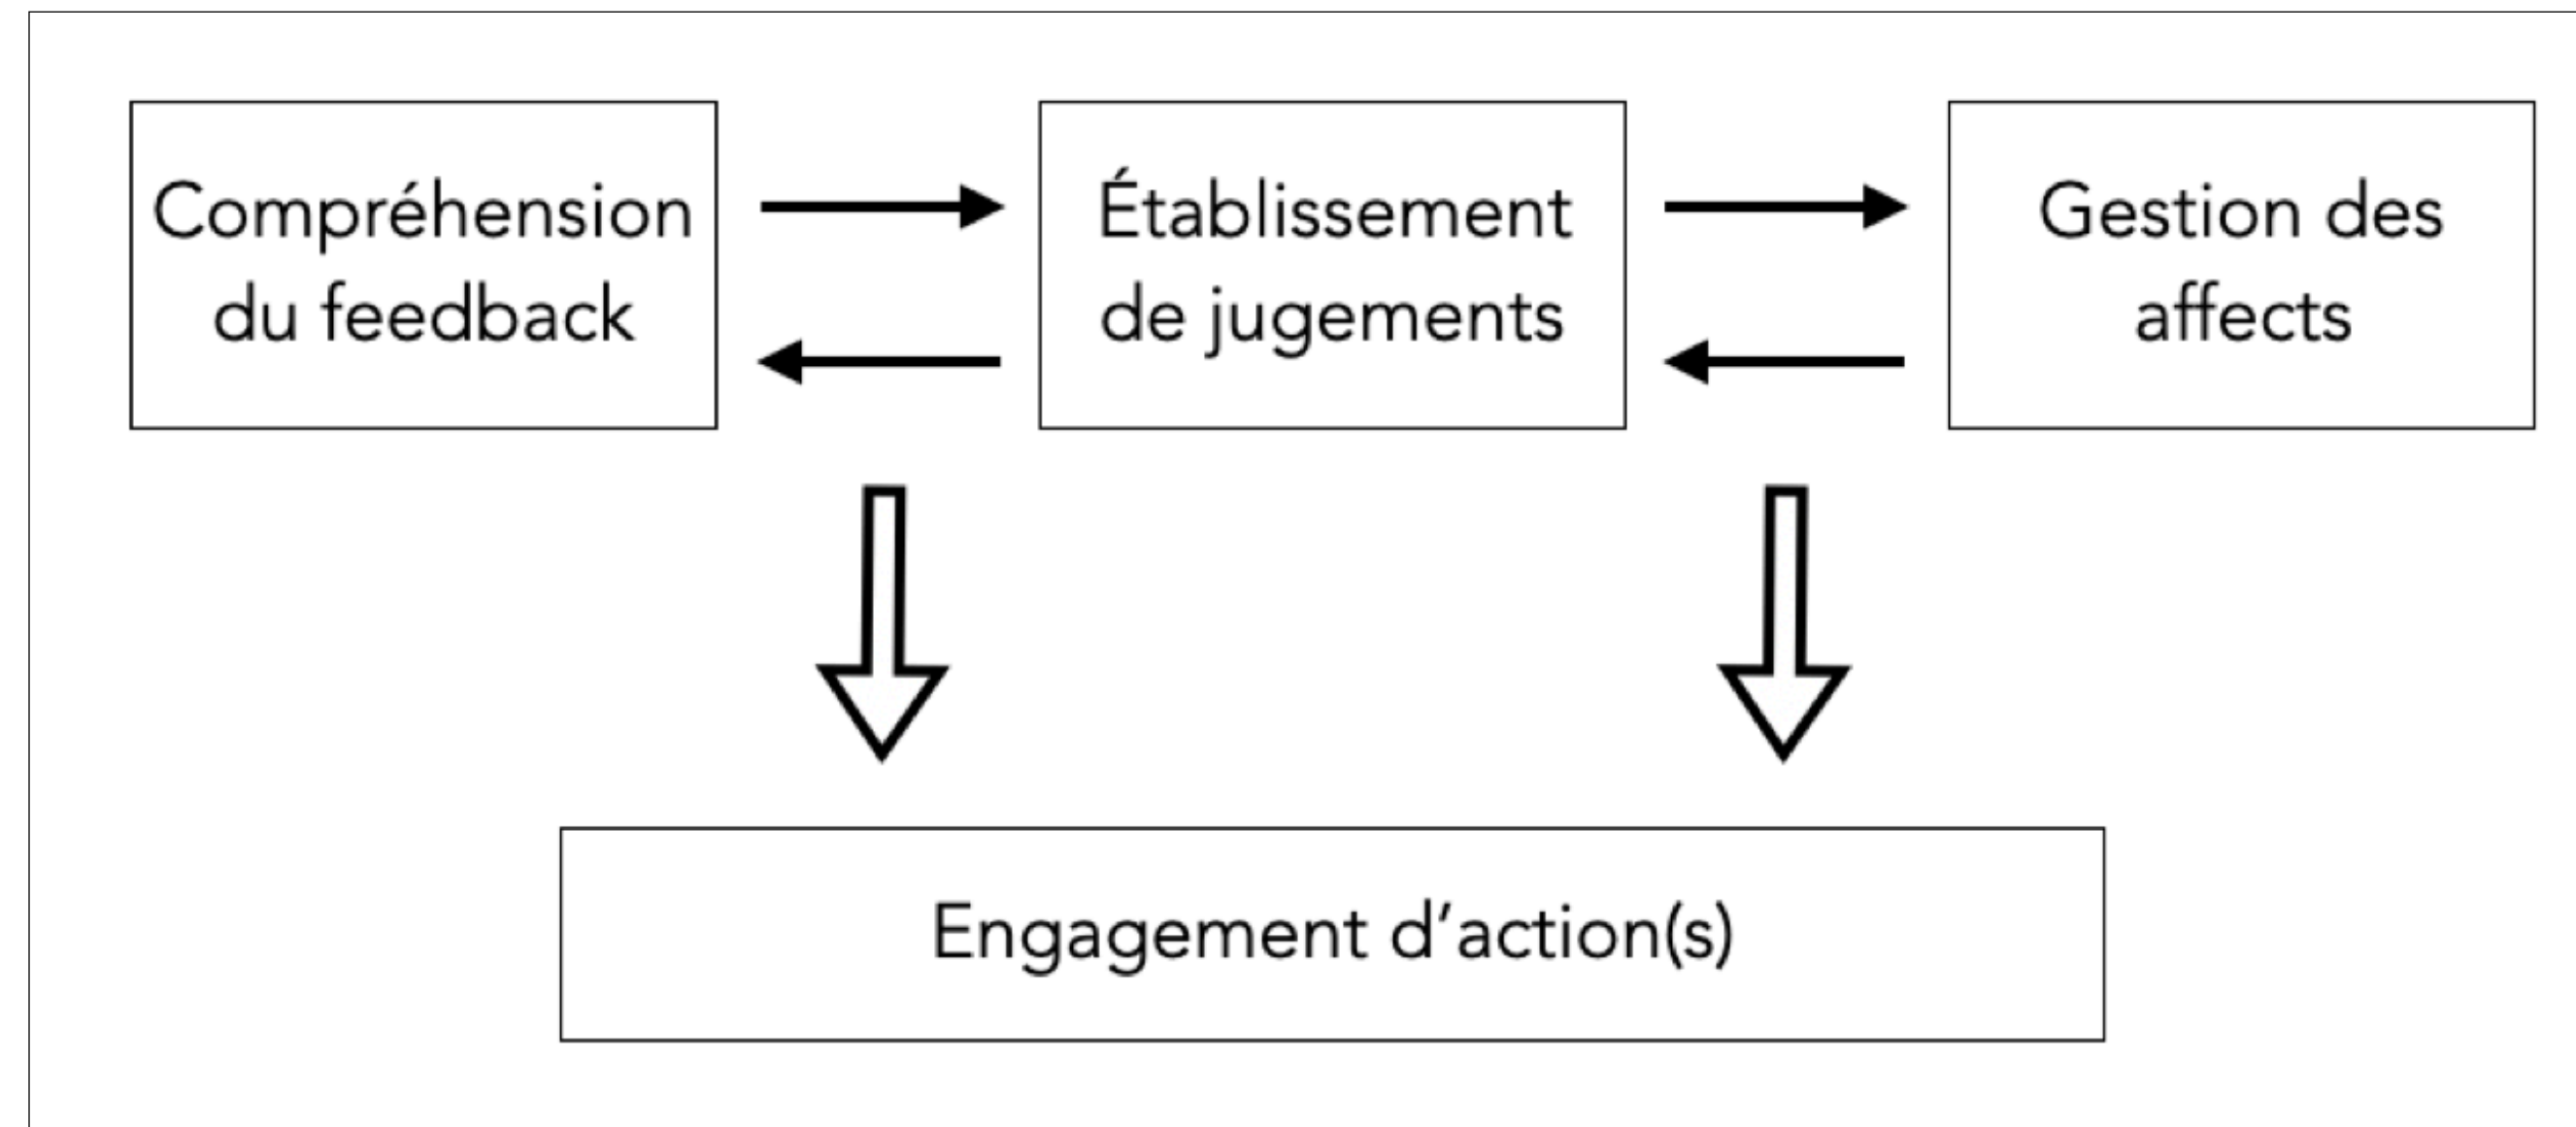 Compréhension
du feedback
Établissement
de jugements
Gestion des
affects
Engagement d’action(s)